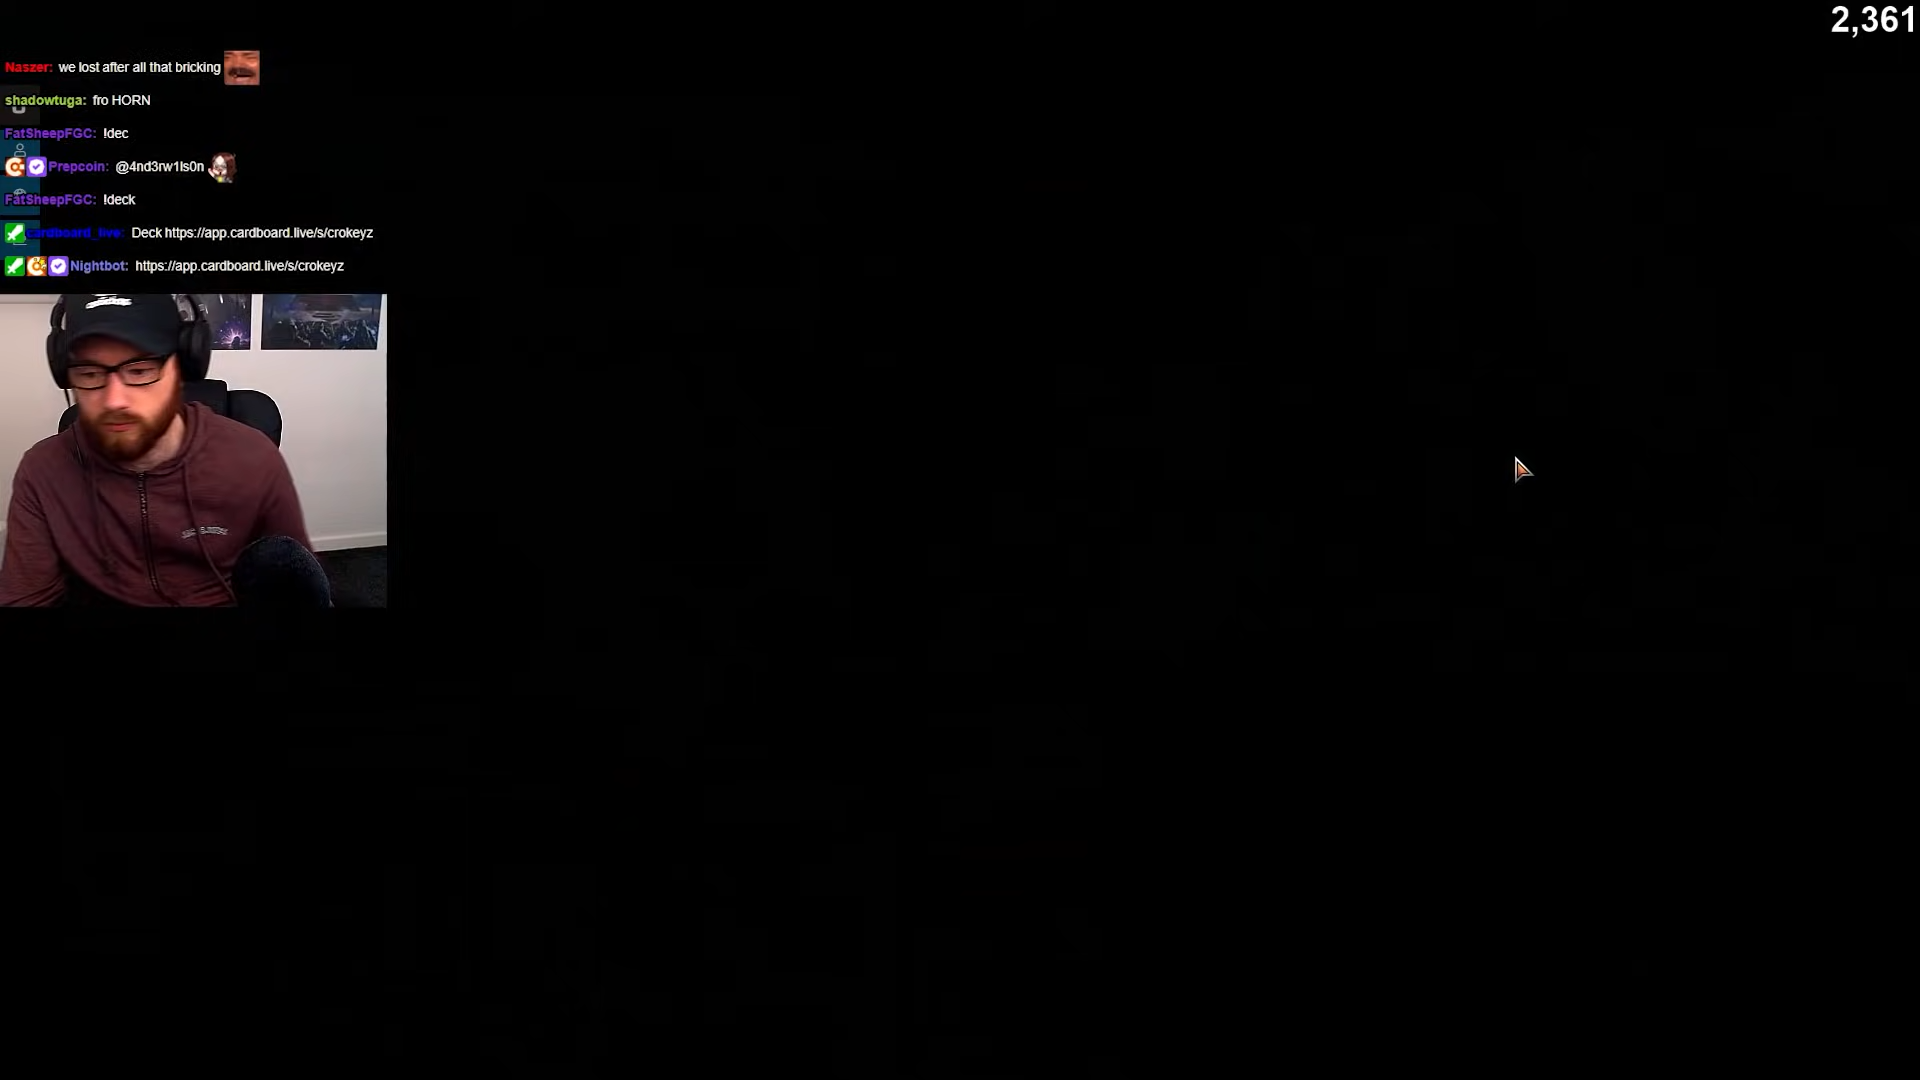 2,361
Naszer: we lost after all that bricking
shadowtuga: fro HORN
FatSheepFGC: !dec
Prepcoin: @4nd3rw1ls0n
FatSheepFGC: !deck
cardboard_live: Deck https://app.cardboard.live/s/crokeyz
Nightbot: https://app.cardboard.live/s/crokeyz